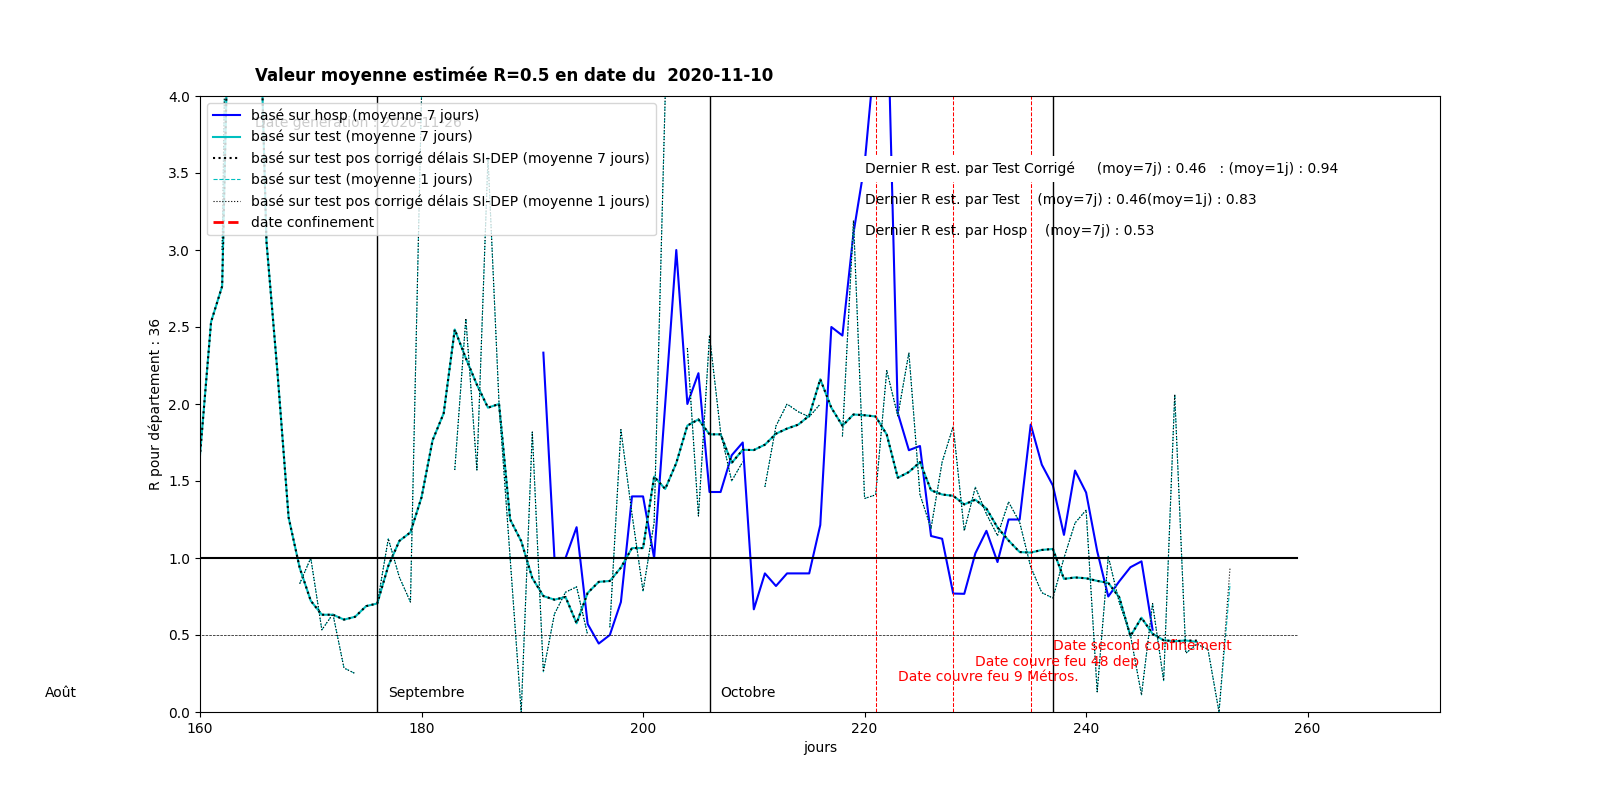 Valeur moyenne estimée R=0.5 en date du  2020-11-10
Date génération : 2020-11-26
basé sur hosp (moyenne 7 jours)
basé sur test (moyenne 7 jours)
basé sur test pos corrigé délais SI-DEP (moyenne 7 jours)
basé sur test (moyenne 1 jours)
basé sur test pos corrigé délais SI-DEP (moyenne 1 jours)
date confinement
Dernier R est. par Test Corrigé     (moy=7j) : 0.46   : (moy=1j) : 0.94
Dernier R est. par Test    (moy=7j) : 0.46(moy=1j) : 0.83
Dernier R est. par Hosp    (moy=7j) : 0.53
4.0
3.5
3.0
2.5
2.0
1.5
1.0
0.5
0.0
R pour département : 36
Date second confinement
Date couvre feu 48 dep
Date couvre feu 9 Métros.
Août
Septembre
Octobre
160
180
200
220
240
260
jours